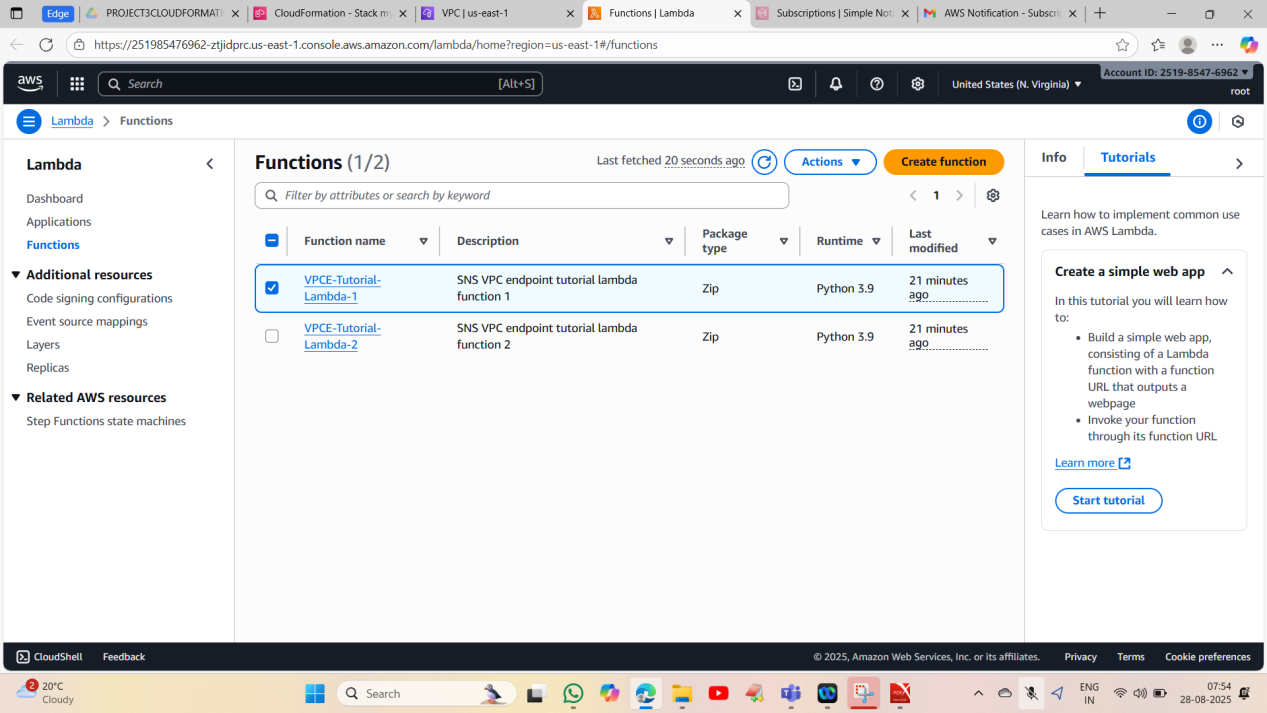 Edge
PROJECT3CLOUDFORMATI
CloudFormation - Stack my
VPC | us-east-1
Functions | Lambda
Subscriptions | Simple Noti
AWS Notification - Subscrip
https://251985476962-ztjidprc.us-east-1.console.aws.amazon.com/lambda/home?region=us-east-1#/functions
aws
Search
[Alt+S]
United States (N. Virginia)
Account ID: 2519-8547-6962
root
Lambda
Functions
Lambda
Dashboard
Applications
Functions
Additional resources
Code signing configurations
Event source mappings
Layers
Replicas
Related AWS resources
Step Functions state machines
Functions (1/2)
Last fetched 20 seconds ago
Actions
Create function
Filter by attributes or search by keyword
1
Function name
Description
Package
type
Runtime
Last
modified
VPCE-Tutorial-
Lambda-1
SNS VPC endpoint tutorial lambda
function 1
Zip
Python 3.9
21 minutes
ago
VPCE-Tutorial-
Lambda-2
SNS VPC endpoint tutorial lambda
function 2
Zip
Python 3.9
21 minutes
ago
Info
Tutorials
Learn how to implement common use
cases in AWS Lambda.
Create a simple web app
In this tutorial you will learn how
to:
• Build a simple web app,
consisting of a Lambda
function with a function
URL that outputs a
webpage
• Invoke your function
through its function URL
Learn more
Start tutorial
CloudShell
Feedback
© 2025, Amazon Web Services, Inc. or its affiliates.
Privacy
Terms
Cookie preferences
2
20°C
Cloudy
Search
ENG
IN
07:54
28-08-2025